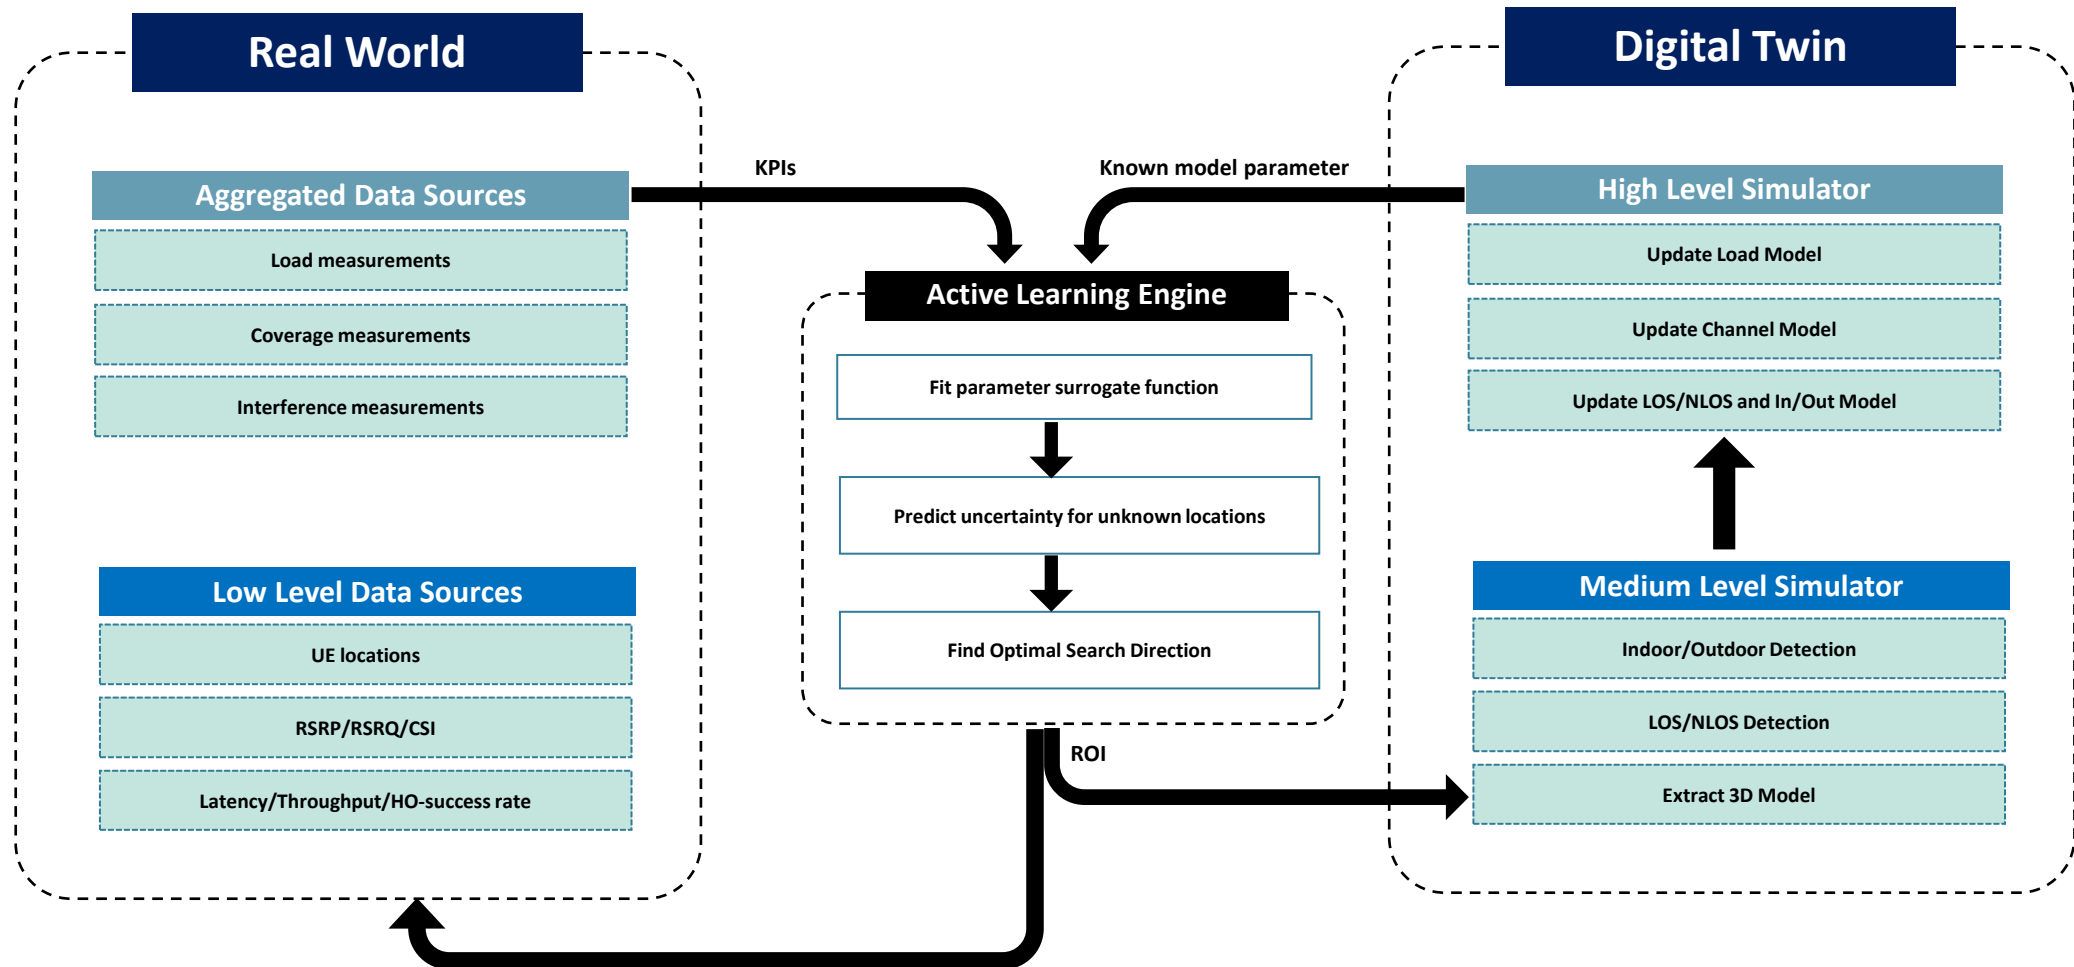 Real World
Aggregated Data Sources
Load measurements
Coverage measurements
Interference measurements
Low Level Data Sources
UE locations
RSRP/RSRQ/CSI
Latency/Throughput/HO-success rate
KPIs
Known model parameter
Active Learning Engine
Fit parameter surrogate function
Predict uncertainty for unknown locations
Find Optimal Search Direction
ROI
Digital Twin
High Level Simulator
Update Load Model
Update Channel Model
Update LOS/NLOS and In/Out Model
Medium Level Simulator
Indoor/Outdoor Detection
LOS/NLOS Detection
Extract 3D Model